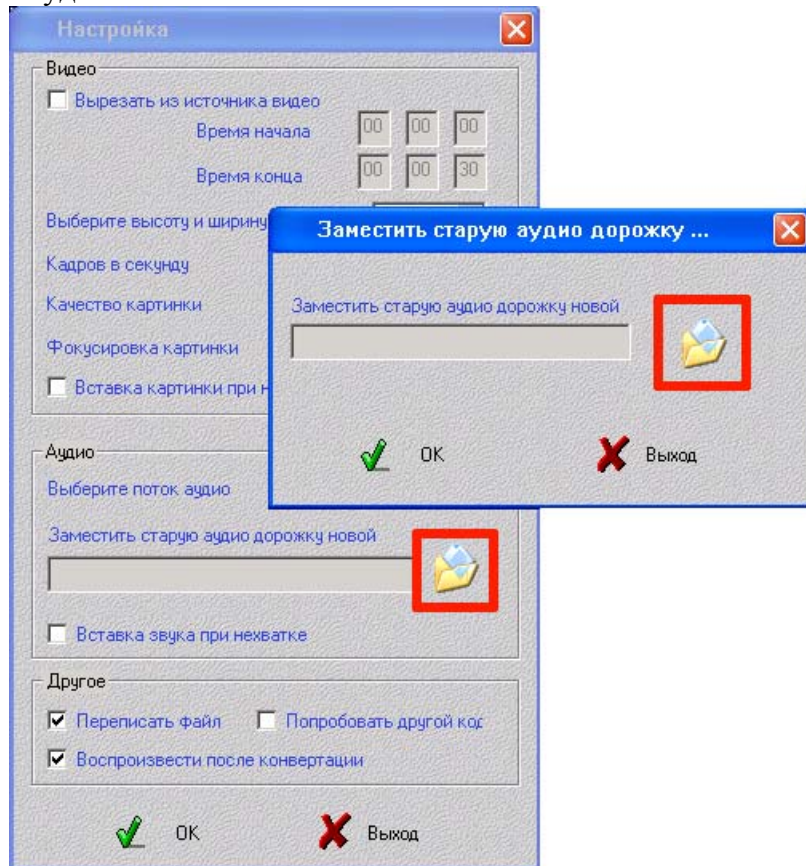 Настройка
Видео
Вырезать из источника видео
Время начала 00 00 00
Время конца 00 00 30
Выберите высоту и ширину
Кадров в секунду
Качество картинки
Фокусировка картинки
Вставка картинки при
Заместить старую аудио дорожку ...
Заместить старую аудио дорожку новой
OK Выход
Аудио
Выберите поток аудио
Заместить старую аудио дорожку новой
Вставка звука при нехватке
Другое
Переписать файл Попробовать другой код
Воспроизвести после конвертации
OK Выход